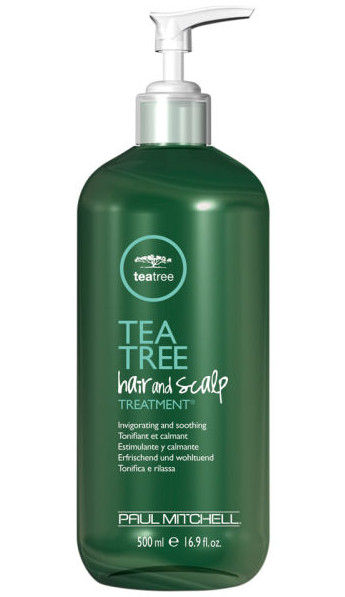 teatree
TEA
TREE
hair and scalp
TREATMENT®
Invigorating and soothing
Tonifiant et calmant
Estimulante y calmante
Erfrischend und wohltuend
Tonifica e rilassa
PAUL MITCHELL®
500 ml ℮ 16.9 fl.oz.